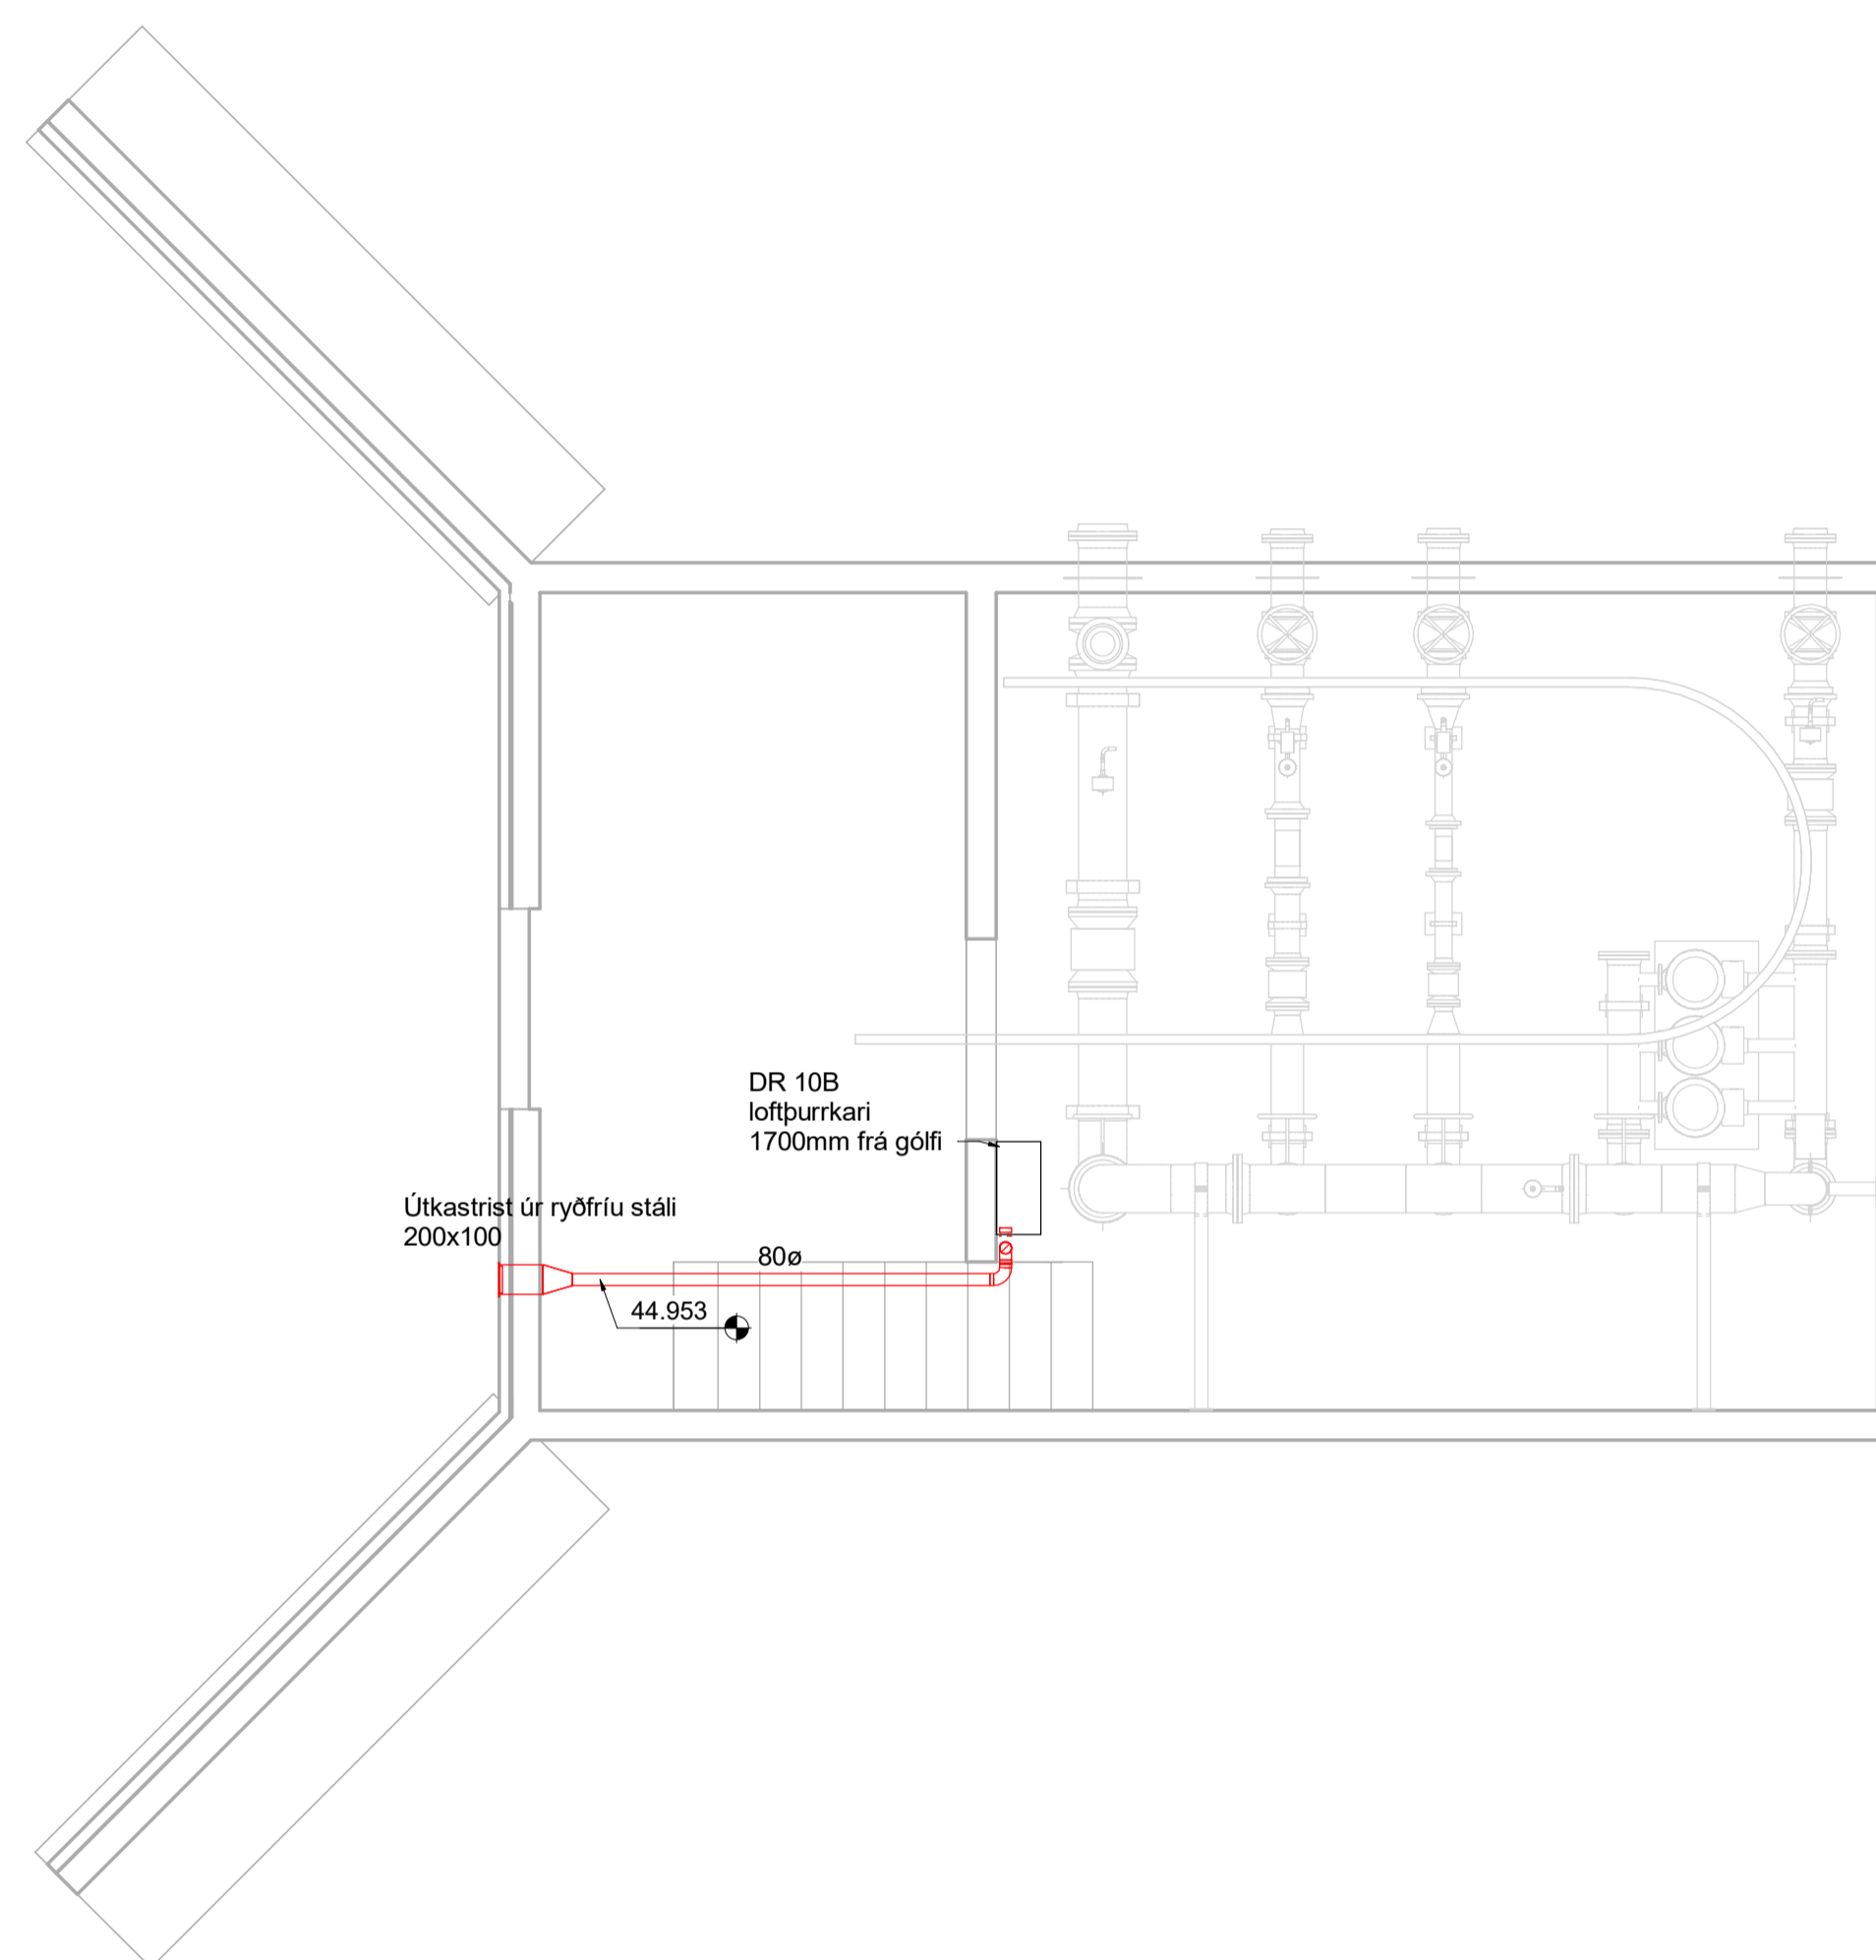 DR 10B
loftþurrkari
1700mm frá gólfi
Útkastrist úr ryðfríu stáli
200x100
80ø
44.953